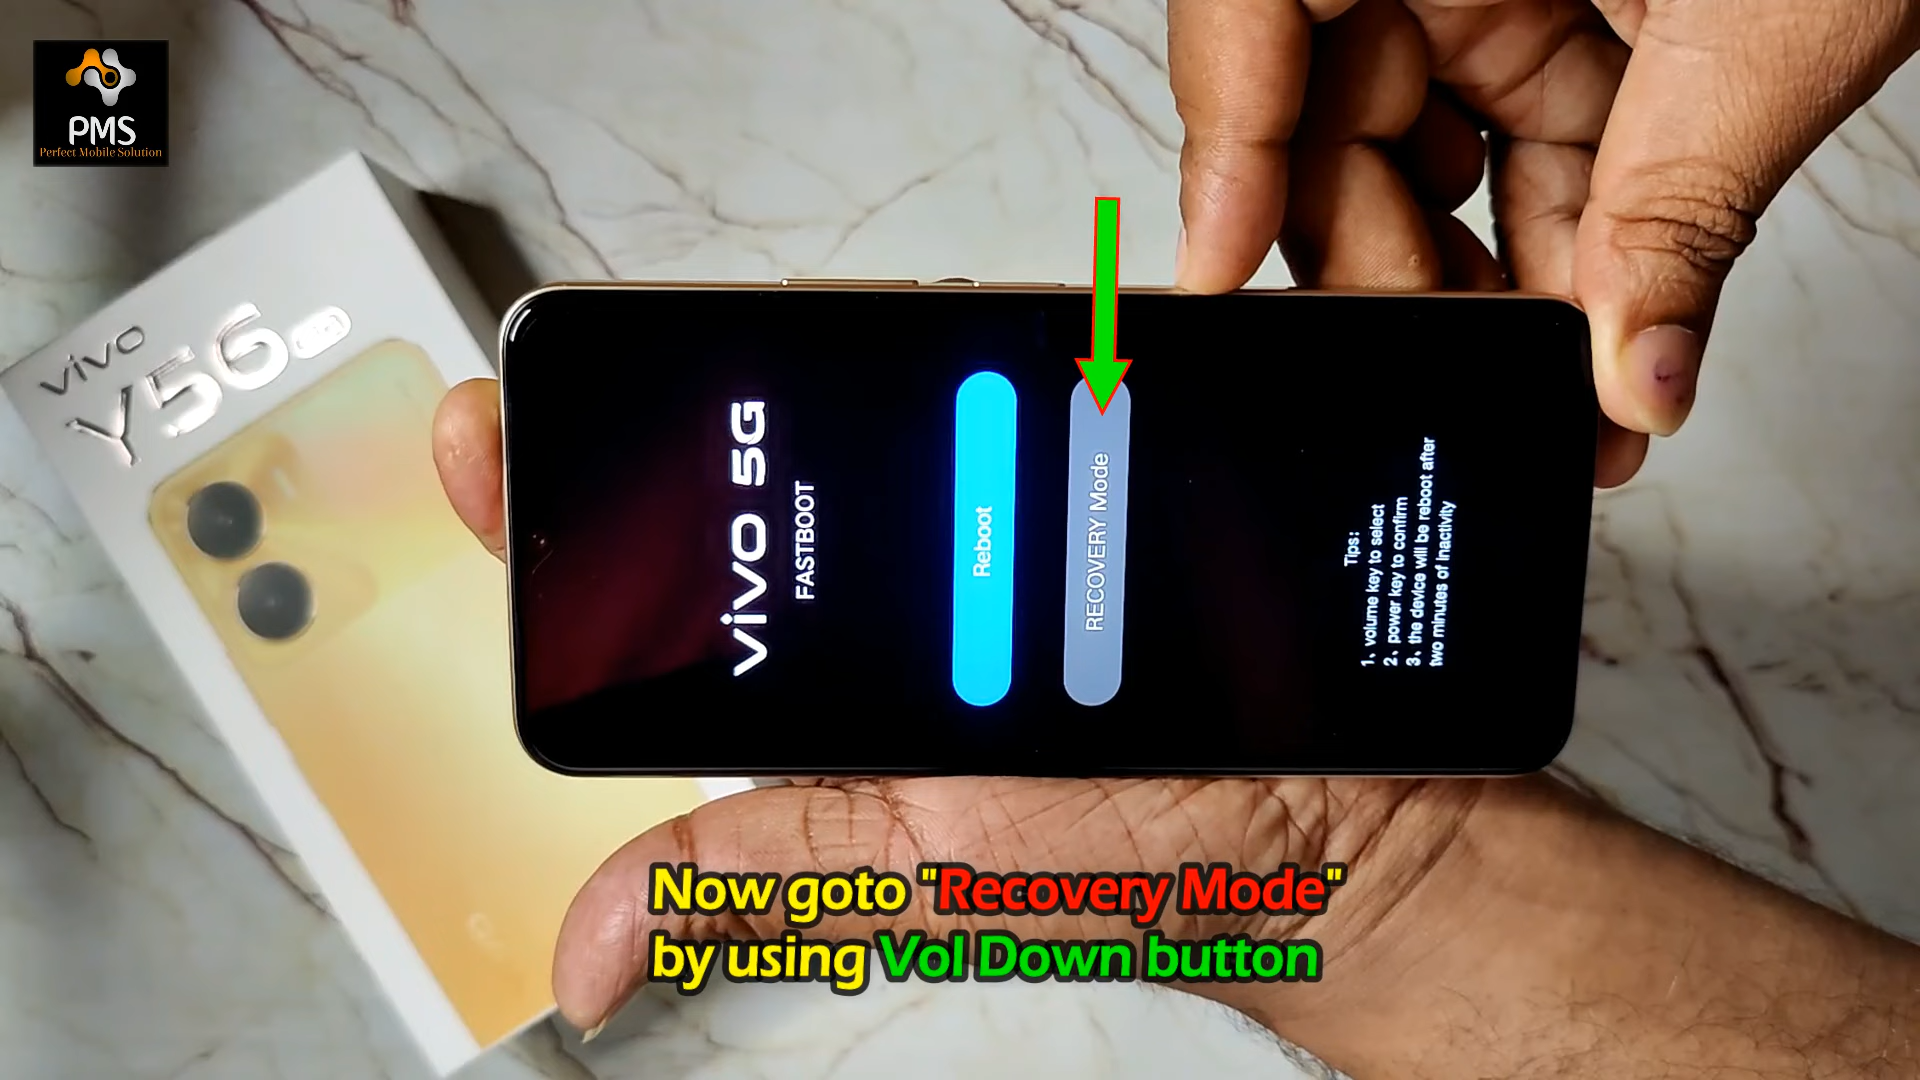 PMS
Perfect Mobile Solution
vivo
Y56
vivo 5G
FASTBOOT
Reboot
RECOVERY Mode
Tips:
1、volume key to select
2、power key to confirm
3、the device will be reboot after
two minutes of inactivity
Now goto "Recovery Mode"
by using Vol Down button